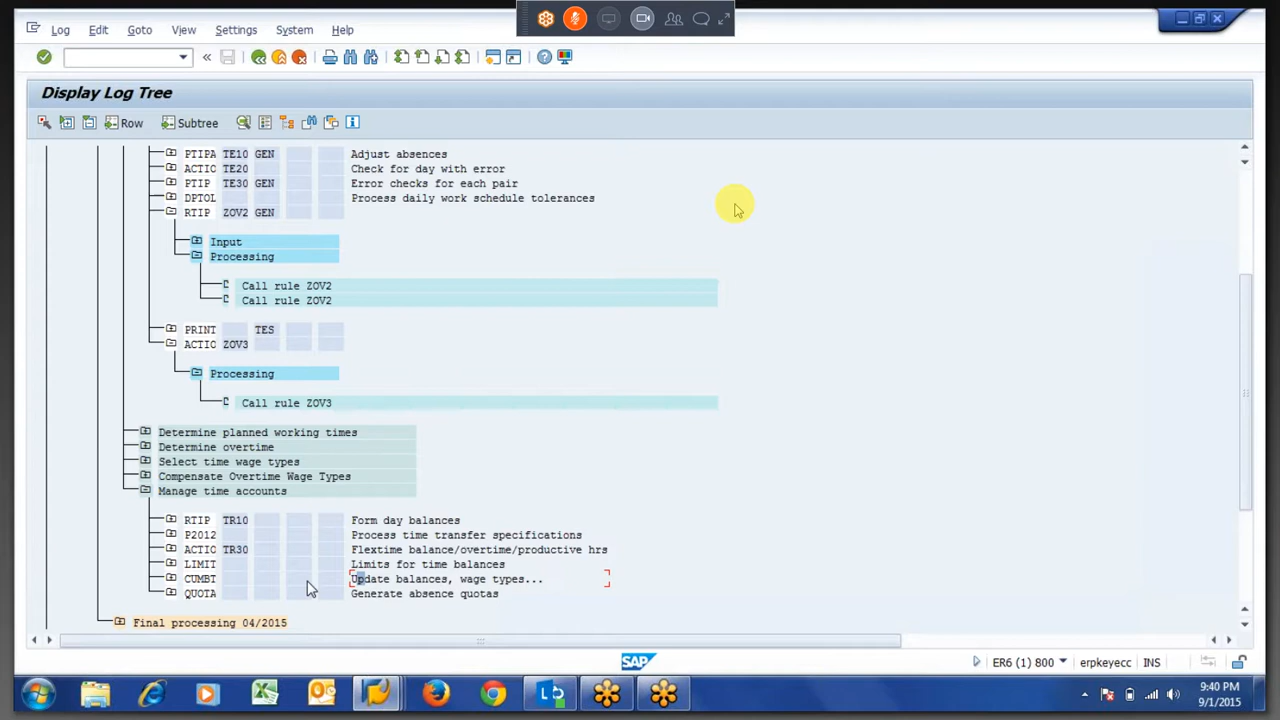 Log Edit Goto View Settings System Help
Display Log Tree
Row Subtree
PTIPA TE10 GEN Adjust absences
ACTIO TE20 Check for day with error
PTIP TE30 GEN Error checks for each pair
DPTOL Process daily work schedule tolerances
RTIP ZOV2 GEN
Input
Processing
Call rule ZOV2
Call rule ZOV2
PRINT TES
ACTIO ZOV3
Processing
Call rule ZOV3
Determine planned working times
Determine overtime
Select time wage types
Compensate Overtime Wage Types
Manage time accounts
RTIP TR10 Form day balances
P2012 Process time transfer specifications
ACTIO TR30 Flextime balance/overtime/productive hrs
LIMIT Limits for time balances
CUMBT Update balances, wage types...
QUOTA Generate absence quotas
Final processing 04/2015
SAP ER6 (1) 800 erpkeyecc INS
9:40 PM
9/1/2015